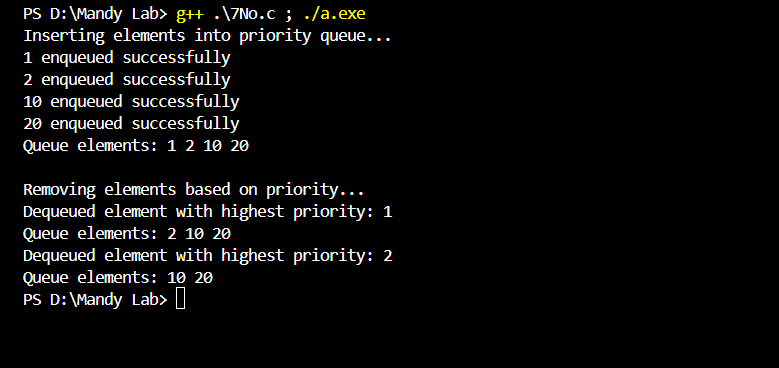 PS D:\Mandy Lab> g++ .\7No.c ; ./a.exe
Inserting elements into priority queue...
1 enqueued successfully
2 enqueued successfully
10 enqueued successfully
20 enqueued successfully
Queue elements: 1 2 10 20
Removing elements based on priority...
Dequeued element with highest priority: 1
Queue elements: 2 10 20
Dequeued element with highest priority: 2
Queue elements: 10 20
PS D:\Mandy Lab>